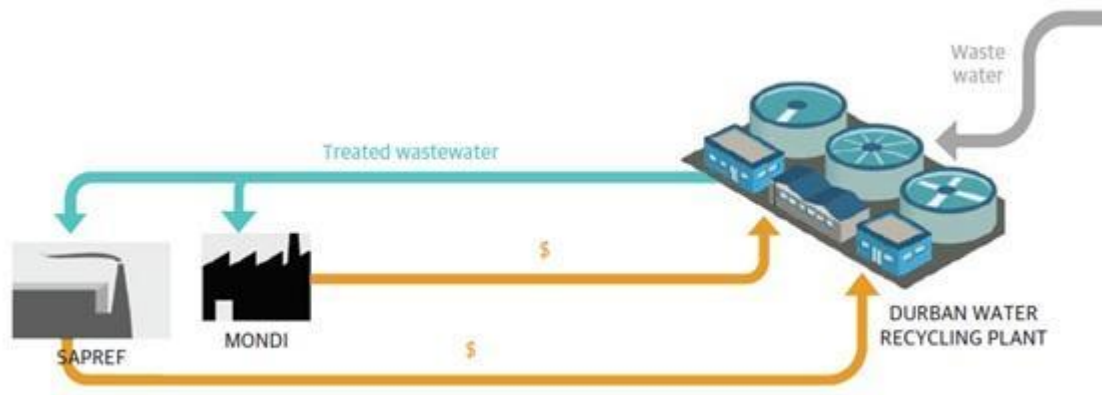 Waste
water
Treated wastewater
$
MONDI
SAPREF
$
DURBAN WATER
RECYCLING PLANT